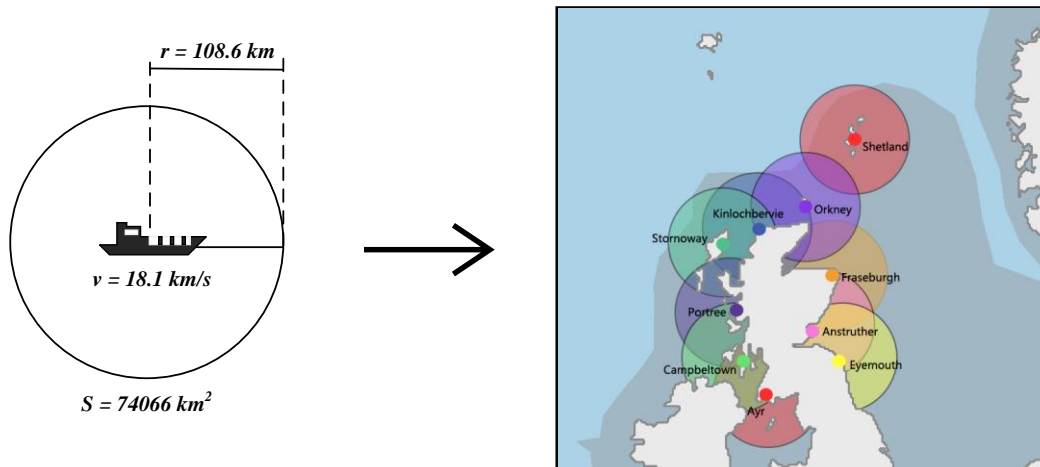 r = 108.6 km
v = 18.1 km/s
S = 74066 km²
Shetland
Orkney
Kinlochbervie
Stornoway
Fraseburgh
Portree
Anstruther
Campbeltown
Eyemouth
Ayr